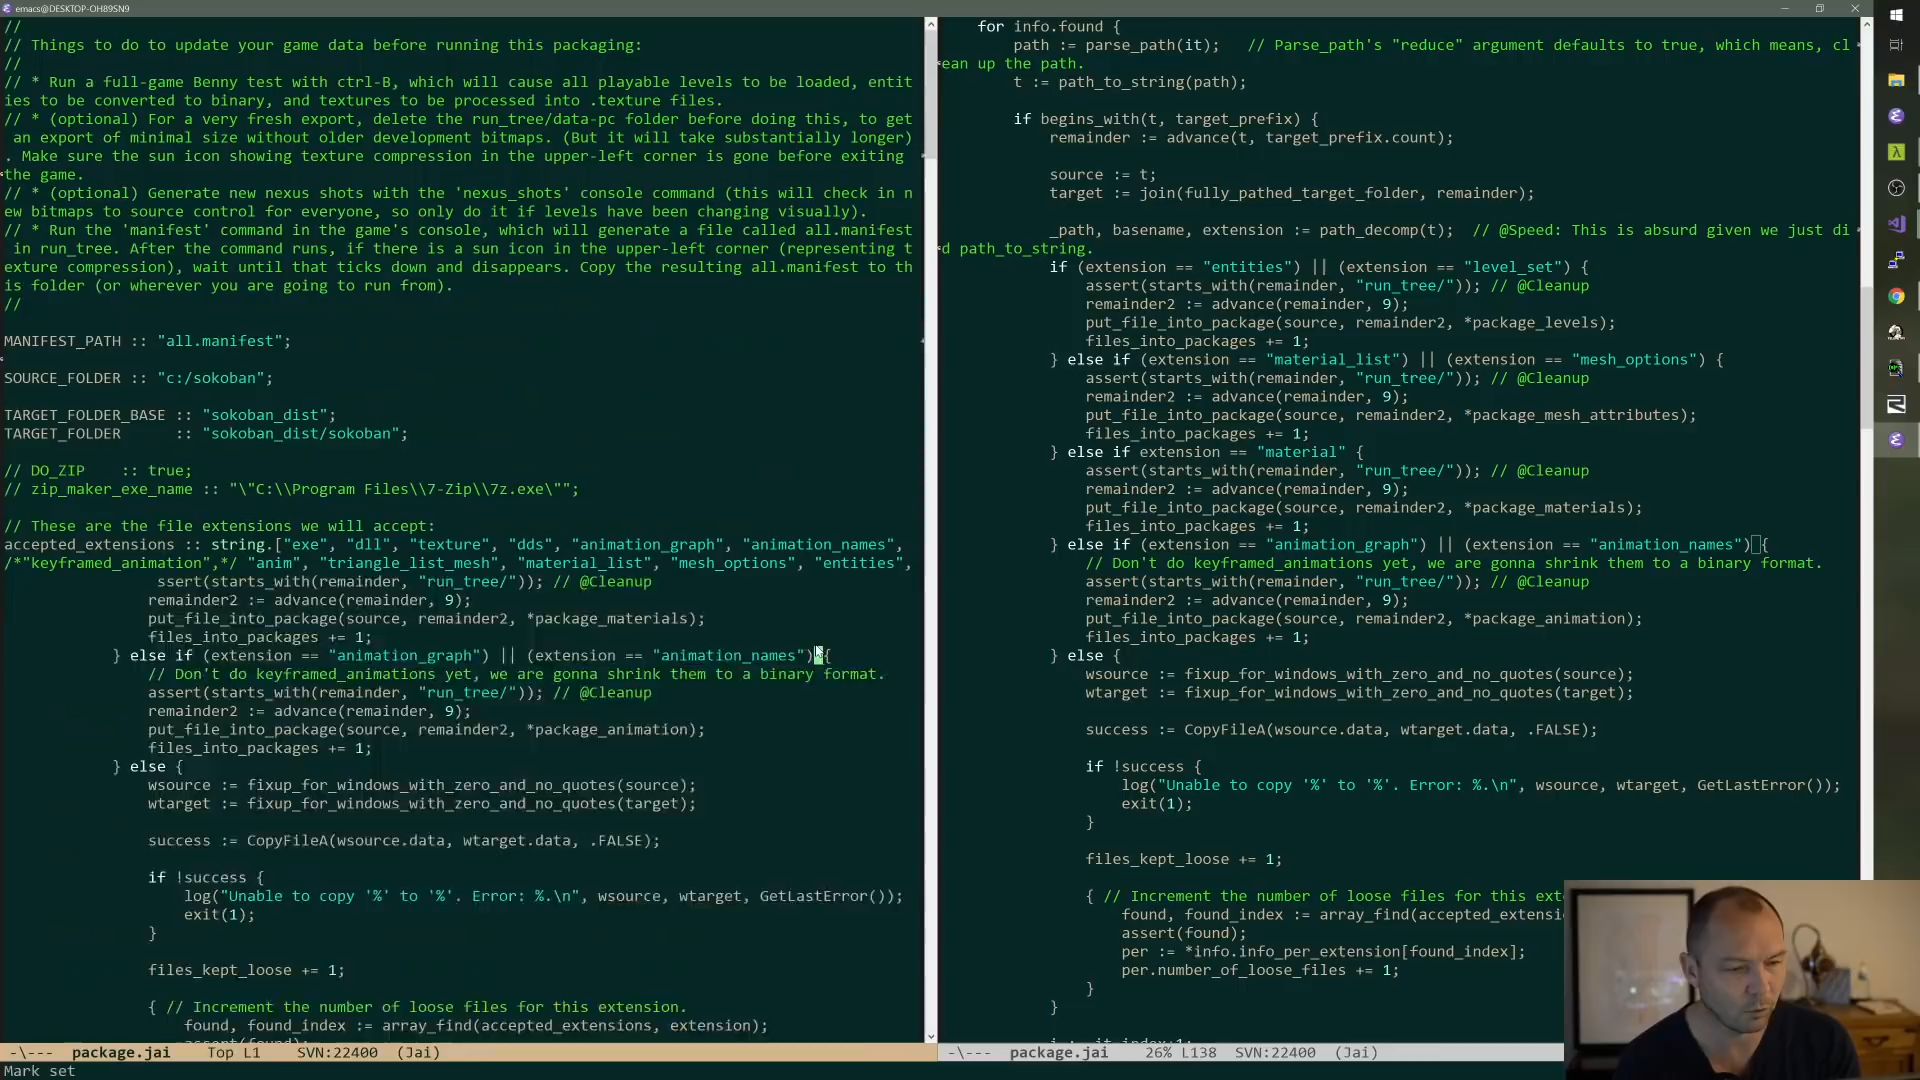 emacs@DESKTOP-OH89SN9
//
// Things to do to update your game data before running this packaging:
//
// * Run a full-game Benny test with ctrl-B, which will cause all playable levels to be loaded, entit
ies to be converted to binary, and textures to be processed into .texture files.
// * (optional) For a very fresh export, delete the run_tree/data-pc folder before doing this, to get
 an export of minimal size without older development bitmaps. (But it will take substantially longer)
. Make sure the sun icon showing texture compression in the upper-left corner is gone before exiting
the game.
// * (optional) Generate new nexus shots with the 'nexus_shots' console command (this will check in n
ew bitmaps to source control for everyone, so only do it if levels have been changing visually).
// * Run the 'manifest' command in the game's console, which will generate a file called all.manifest
 in run_tree. After the command runs, if there is a sun icon in the upper-left corner (representing t
exture compression), wait until that ticks down and disappears. Copy the resulting all.manifest to th
is folder (or wherever you are going to run from).
//
MANIFEST_PATH :: "all.manifest";
SOURCE_FOLDER :: "c:/sokoban";
TARGET_FOLDER_BASE :: "sokoban_dist";
TARGET_FOLDER      :: "sokoban_dist/sokoban";
// DO_ZIP    :: true;
// zip_maker_exe_name :: "\"C:\\Program Files\\7-Zip\\7z.exe\"";
// These are the file extensions we will accept:
accepted_extensions :: string.["exe", "dll", "texture", "dds", "animation_graph", "animation_names",
/*"keyframed_animation",*/ "anim", "triangle_list_mesh", "material_list", "mesh_options", "entities",
ssert(starts_with(remainder, "run_tree/")); // @Cleanup
remainder2 := advance(remainder, 9);
put_file_into_package(source, remainder2, *package_materials);
files_into_packages += 1;
} else if (extension == "animation_graph") || (extension == "animation_names") {
// Don't do keyframed_animations yet, we are gonna shrink them to a binary format.
assert(starts_with(remainder, "run_tree/")); // @Cleanup
remainder2 := advance(remainder, 9);
put_file_into_package(source, remainder2, *package_animation);
files_into_packages += 1;
} else {
wsource := fixup_for_windows_with_zero_and_no_quotes(source);
wtarget := fixup_for_windows_with_zero_and_no_quotes(target);
success := CopyFileA(wsource.data, wtarget.data, .FALSE);
if !success {
log("Unable to copy '%' to '%'. Error: %.\n", wsource, wtarget, GetLastError());
exit(1);
}
files_kept_loose += 1;
{ // Increment the number of loose files for this extension.
found, found_index := array_find(accepted_extensions, extension);
-\--- package.jai Top L1 SVN:22400 (Jai)
Mark set
for info.found {
path := parse_path(it);   // Parse_path's "reduce" argument defaults to true, which means, cl
ean up the path.
t := path_to_string(path);
if begins_with(t, target_prefix) {
remainder := advance(t, target_prefix.count);
source := t;
target := join(fully_pathed_target_folder, remainder);
_path, basename, extension := path_decomp(t);  // @Speed: This is absurd given we just di
d path_to_string.
if (extension == "entities") || (extension == "level_set") {
assert(starts_with(remainder, "run_tree/")); // @Cleanup
remainder2 := advance(remainder, 9);
put_file_into_package(source, remainder2, *package_levels);
files_into_packages += 1;
} else if (extension == "material_list") || (extension == "mesh_options") {
assert(starts_with(remainder, "run_tree/")); // @Cleanup
remainder2 := advance(remainder, 9);
put_file_into_package(source, remainder2, *package_mesh_attributes);
files_into_packages += 1;
} else if extension == "material" {
assert(starts_with(remainder, "run_tree/")); // @Cleanup
remainder2 := advance(remainder, 9);
put_file_into_package(source, remainder2, *package_materials);
files_into_packages += 1;
} else if (extension == "animation_graph") || (extension == "animation_names") {
// Don't do keyframed_animations yet, we are gonna shrink them to a binary format.
assert(starts_with(remainder, "run_tree/")); // @Cleanup
remainder2 := advance(remainder, 9);
put_file_into_package(source, remainder2, *package_animation);
files_into_packages += 1;
} else {
wsource := fixup_for_windows_with_zero_and_no_quotes(source);
wtarget := fixup_for_windows_with_zero_and_no_quotes(target);
success := CopyFileA(wsource.data, wtarget.data, .FALSE);
if !success {
log("Unable to copy '%' to '%'. Error: %.\n", wsource, wtarget, GetLastError());
exit(1);
}
files_kept_loose += 1;
{ // Increment the number of loose files for this exte
found, found_index := array_find(accepted_extensi
assert(found);
per := *info.info_per_extension[found_index];
per.number_of_loose_files += 1;
}
}
-\--- package.jai 26% L138 SVN:22400 (Jai)